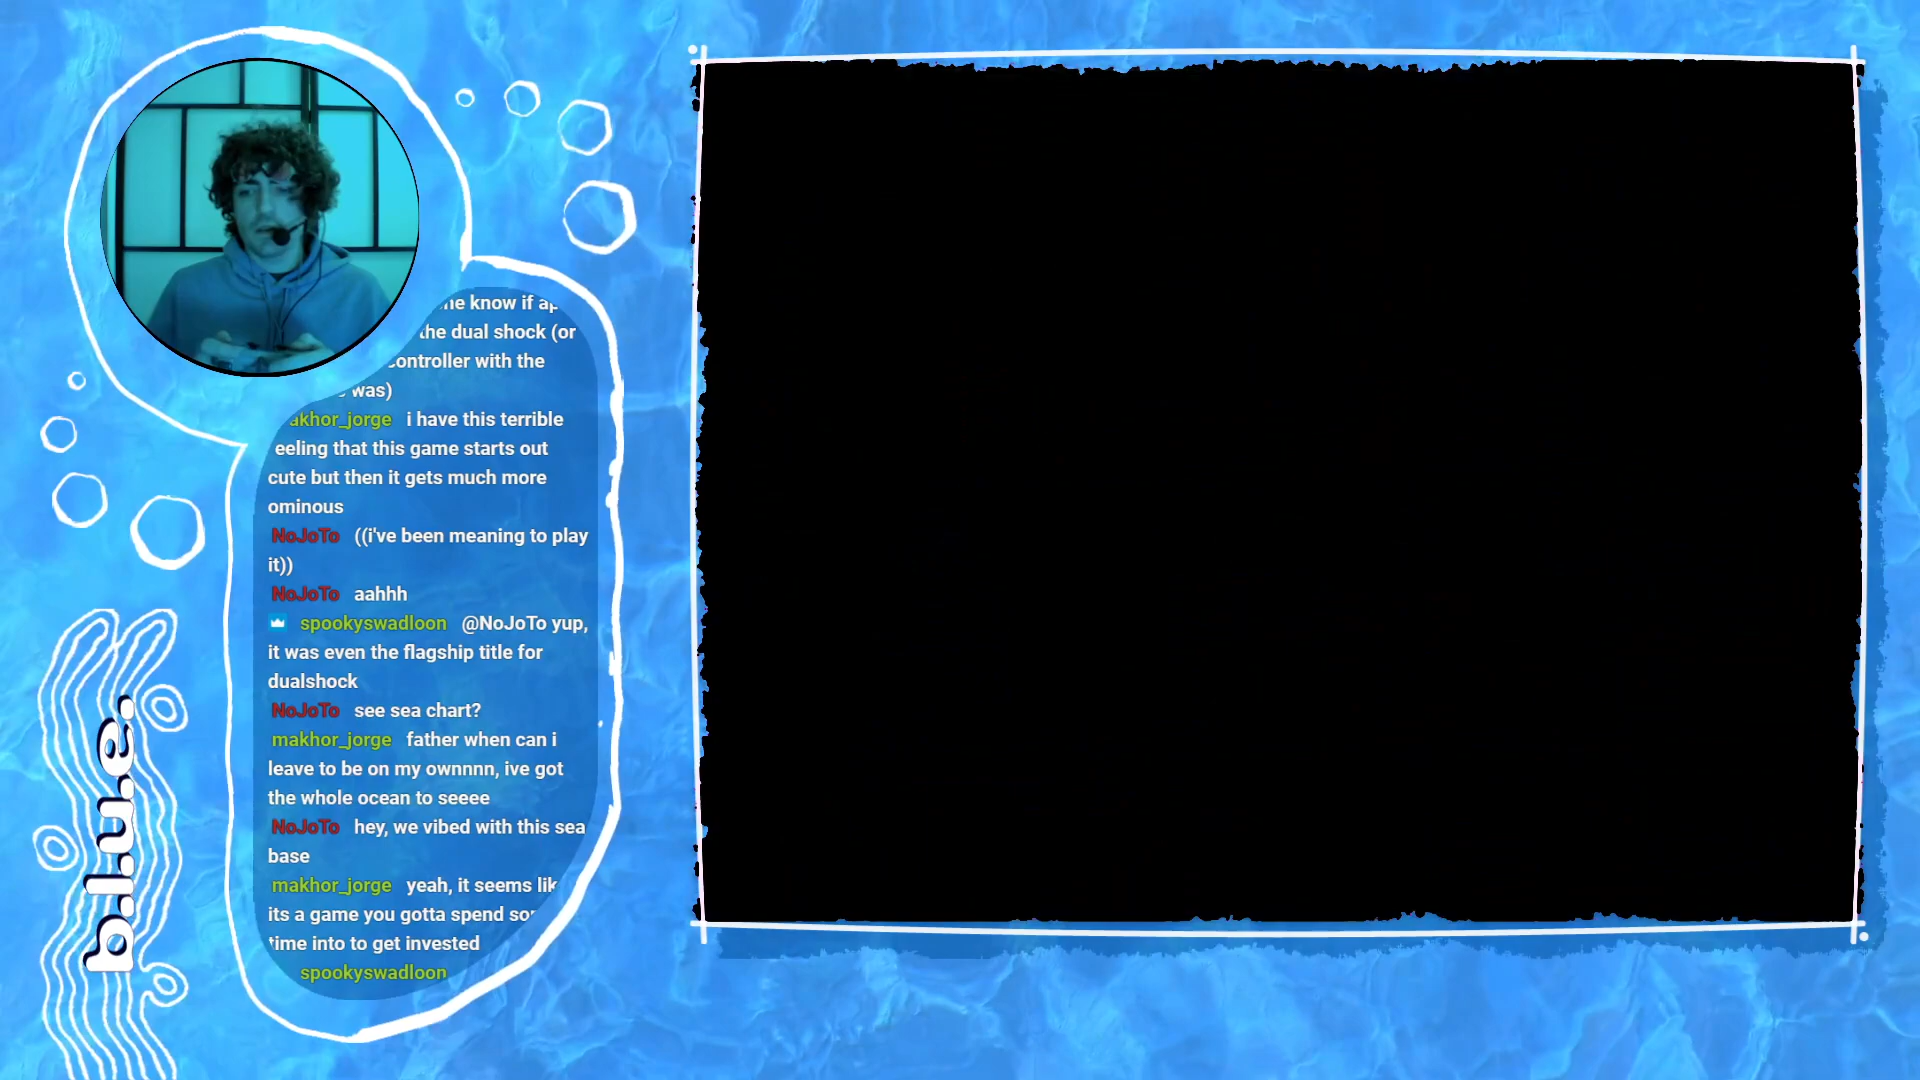 me know if ap
the dual shock (or
controller with the
was)
akhor_jorge i have this terrible
eeling that this game starts out
cute but then it gets much more
ominous
NoJoTo ((i've been meaning to play
it))
NoJoTo aahhh
spookyswadloon @NoJoTo yup,
it was even the flagship title for
dualshock
NoJoTo see sea chart?
makhor_jorge father when can i
leave to be on my ownnnn, ive got
the whole ocean to seeee
NoJoTo hey, we vibed with this sea
base
makhor_jorge yeah, it seems lik
its a game you gotta spend so
time into to get invested
spookyswadloon
b.l.u.e.